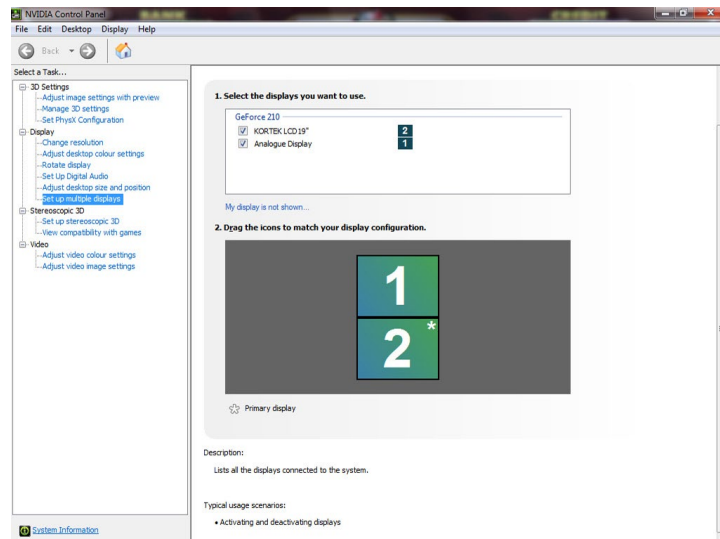 NVIDIA Control Panel
File Edit Desktop Display Help
Back
Select a Task...
3D Settings
Adjust image settings with preview
Manage 3D settings
Set PhysX Configuration
Display
Change resolution
Adjust desktop colour settings
Rotate display
Set Up Digital Audio
Adjust desktop size and position
Set up multiple displays
Stereoscopic 3D
Set up stereoscopic 3D
View compatibility with games
Video
Adjust video colour settings
Adjust video image settings
System Information
1. Select the displays you want to use.
GeForce 210
KORTEK LCD19" 2
Analogue Display 1
My display is not shown...
2. Drag the icons to match your display configuration.
1
2 *
Primary display
Description:
Lists all the displays connected to the system.
Typical usage scenarios:
• Activating and deactivating displays